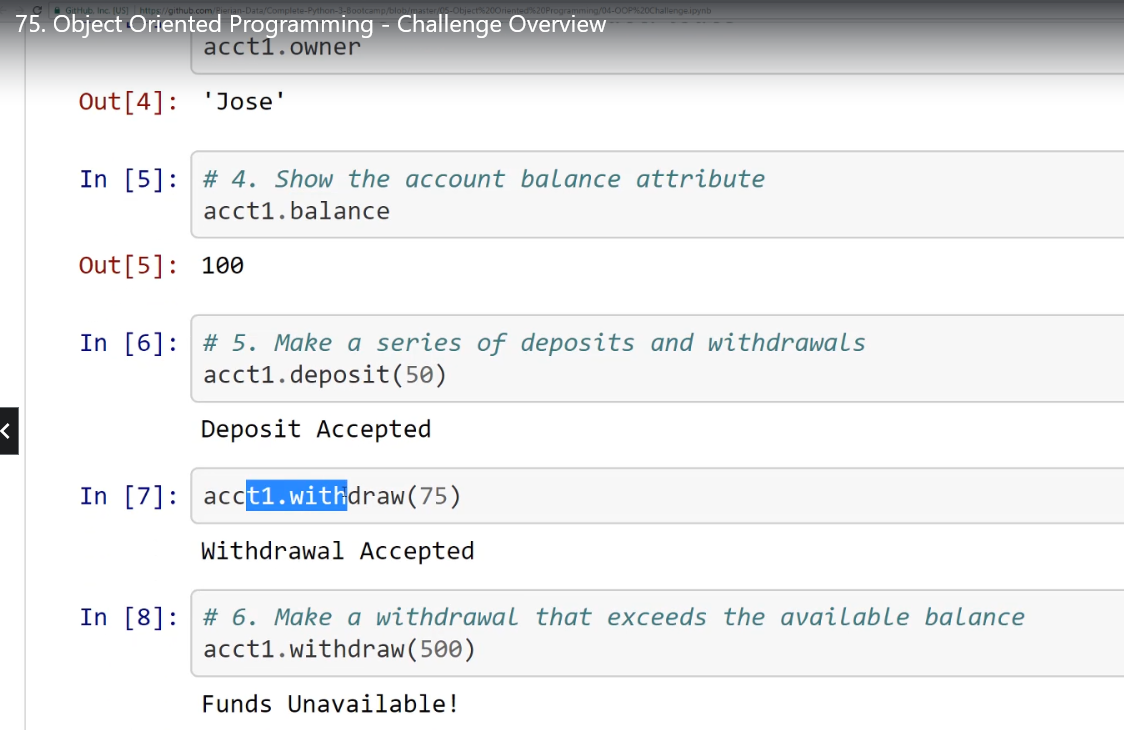 GitHub, Inc. [US] | https://github.com/Pierian-Data/Complete-Python-3-Bootcamp/blob/master/05-Object%20Oriented%20Programming/04-OOP%20Challenge.ipynb
75. Object Oriented Programming - Challenge Overview
acct1.owner
Out[4]: 'Jose'
In [5]: # 4. Show the account balance attribute
acct1.balance
Out[5]: 100
In [6]: # 5. Make a series of deposits and withdrawals
acct1.deposit(50)
Deposit Accepted
In [7]: acct1.withdraw(75)
Withdrawal Accepted
In [8]: # 6. Make a withdrawal that exceeds the available balance
acct1.withdraw(500)
Funds Unavailable!